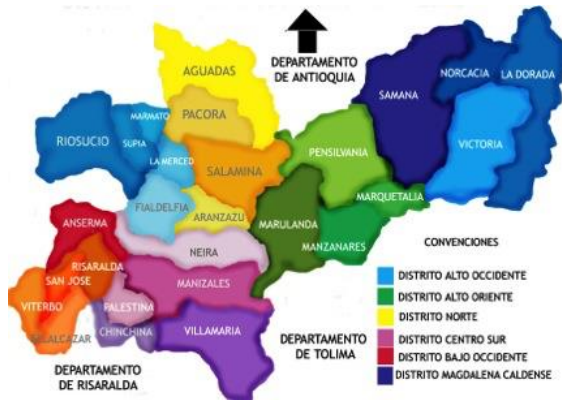 DEPARTAMENTO
DE ANTIOQUIA
AGUADAS
SAMANA
NORCACIA
LA DORADA
MARMATO
PACORA
RIOSUCIO
SUPIA
LA MERCED
SALAMINA
PENSILVANIA
VICTORIA
MARQUETALIA
FIALDELFIA
ARANZAZU
MARULANDA
MANZANARES
ANSERMA
NEIRA
RISARALDA
SAN JOSE
MANIZALES
VITERBO
PALESTINA
CHINCHINA
VILLAMARIA
DEPARTAMENTO
DE RISARALDA
DEPARTAMENTO
DE TOLIMA
CONVENCIONES
DISTRITO ALTO OCCIDENTE
DISTRITO ALTO ORIENTE
DISTRITO NORTE
DISTRITO CENTRO SUR
DISTRITO BAJO OCCIDENTE
DISTRITO MAGDALENA CALDENSE